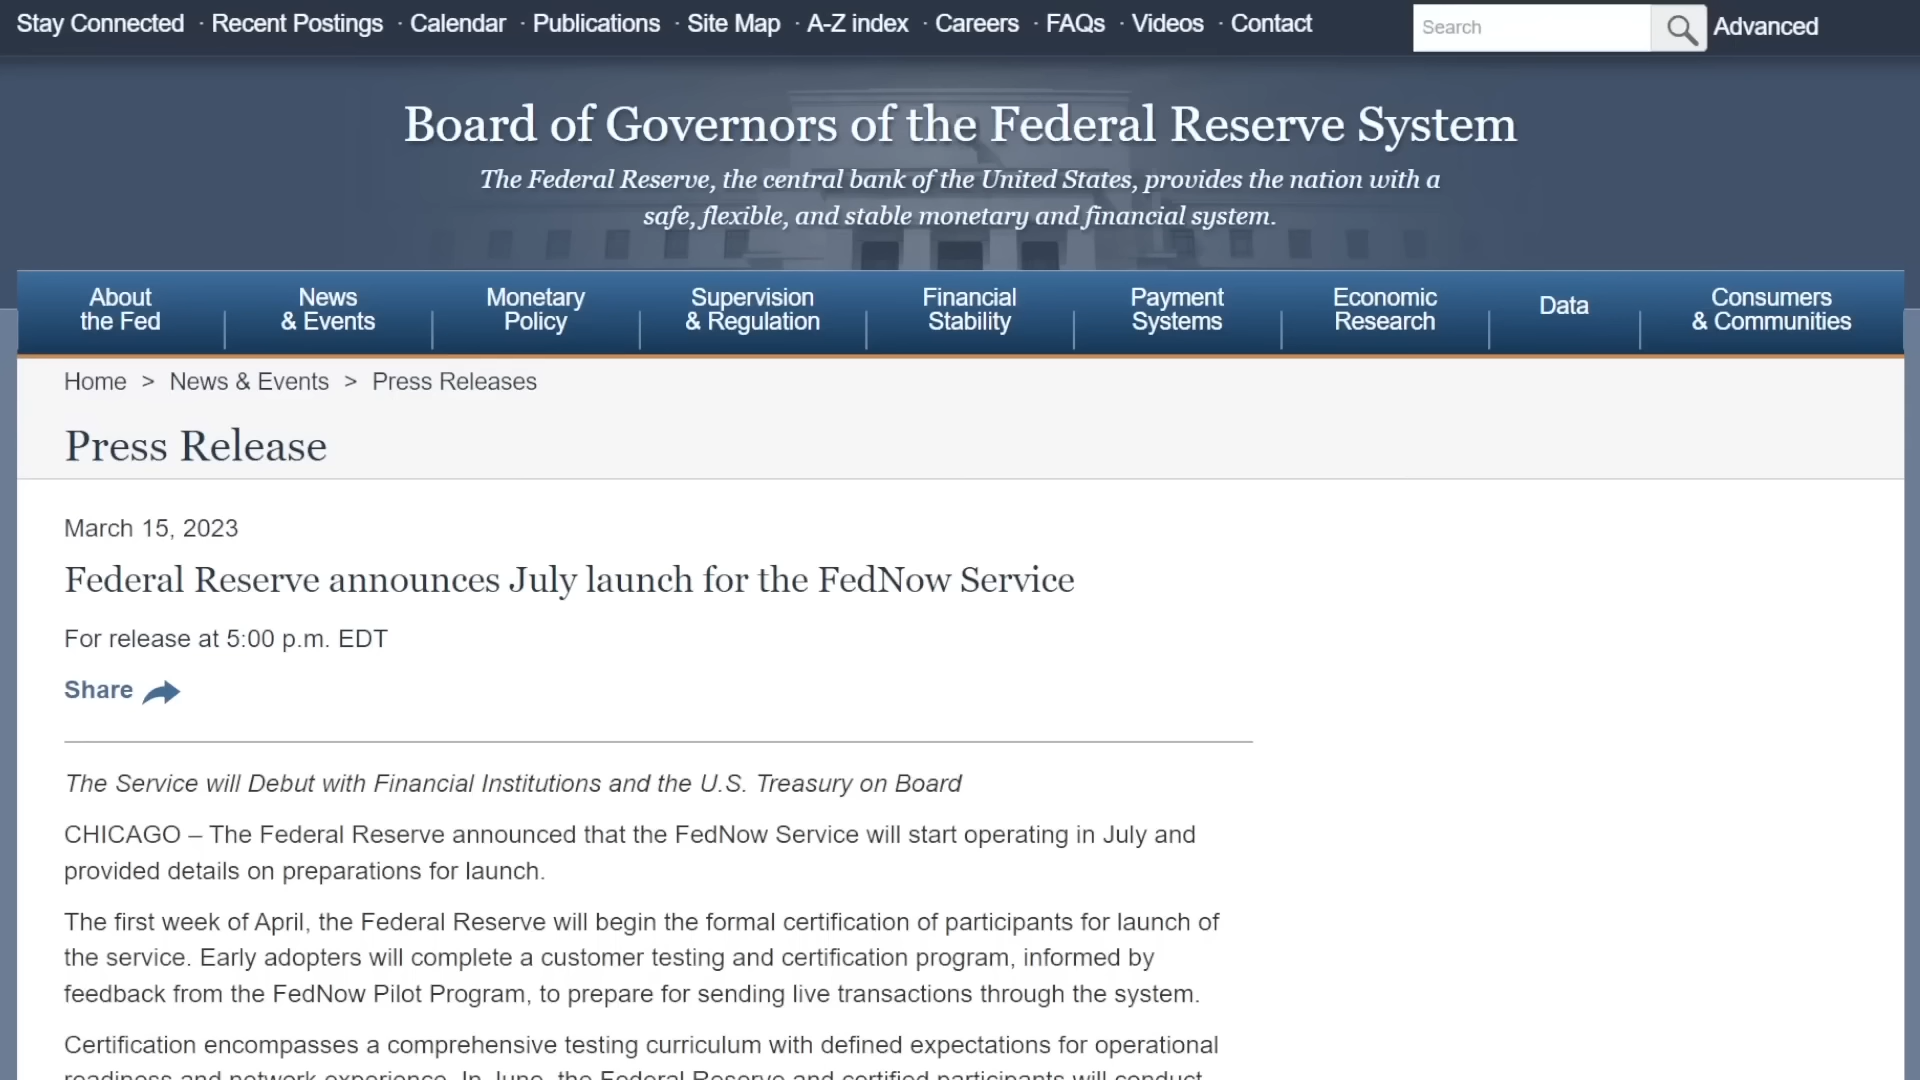 Stay Connected · Recent Postings · Calendar · Publications · Site Map · A-Z index · Careers · FAQs · Videos · Contact Search Advanced
Board of Governors of the Federal Reserve System
The Federal Reserve, the central bank of the United States, provides the nation with a
safe, flexible, and stable monetary and financial system.
About the Fed
News & Events
Monetary Policy
Supervision & Regulation
Financial Stability
Payment Systems
Economic Research
Data
Consumers & Communities
Home > News & Events > Press Releases
Press Release
March 15, 2023
Federal Reserve announces July launch for the FedNow Service
For release at 5:00 p.m. EDT
Share
The Service will Debut with Financial Institutions and the U.S. Treasury on Board
CHICAGO – The Federal Reserve announced that the FedNow Service will start operating in July and
provided details on preparations for launch.
The first week of April, the Federal Reserve will begin the formal certification of participants for launch of
the service. Early adopters will complete a customer testing and certification program, informed by
feedback from the FedNow Pilot Program, to prepare for sending live transactions through the system.
Certification encompasses a comprehensive testing curriculum with defined expectations for operational
readiness and network experience. In June, the Federal Reserve and certified participants will conduct